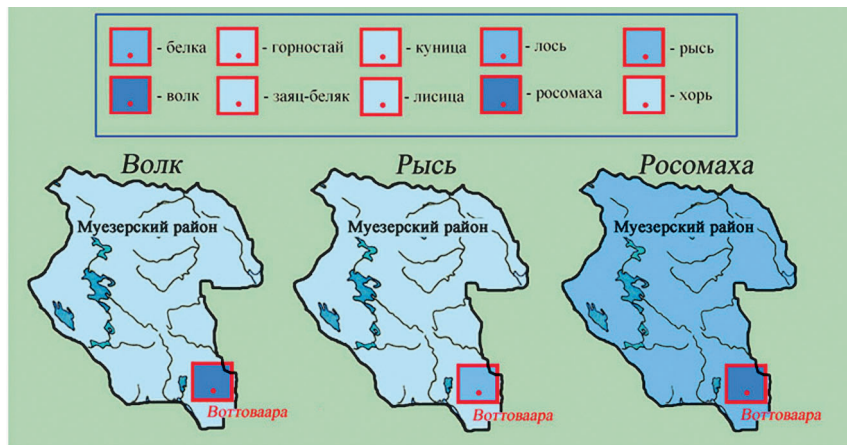 - белка - горностай - куница - лось - рысь
- волк - заяц-беляк - лисица - росомаха - хорь
Волк Рысь Росомаха
Муезерский район Муезерский район Муезерский район
Воттоваара Воттоваара Воттоваара